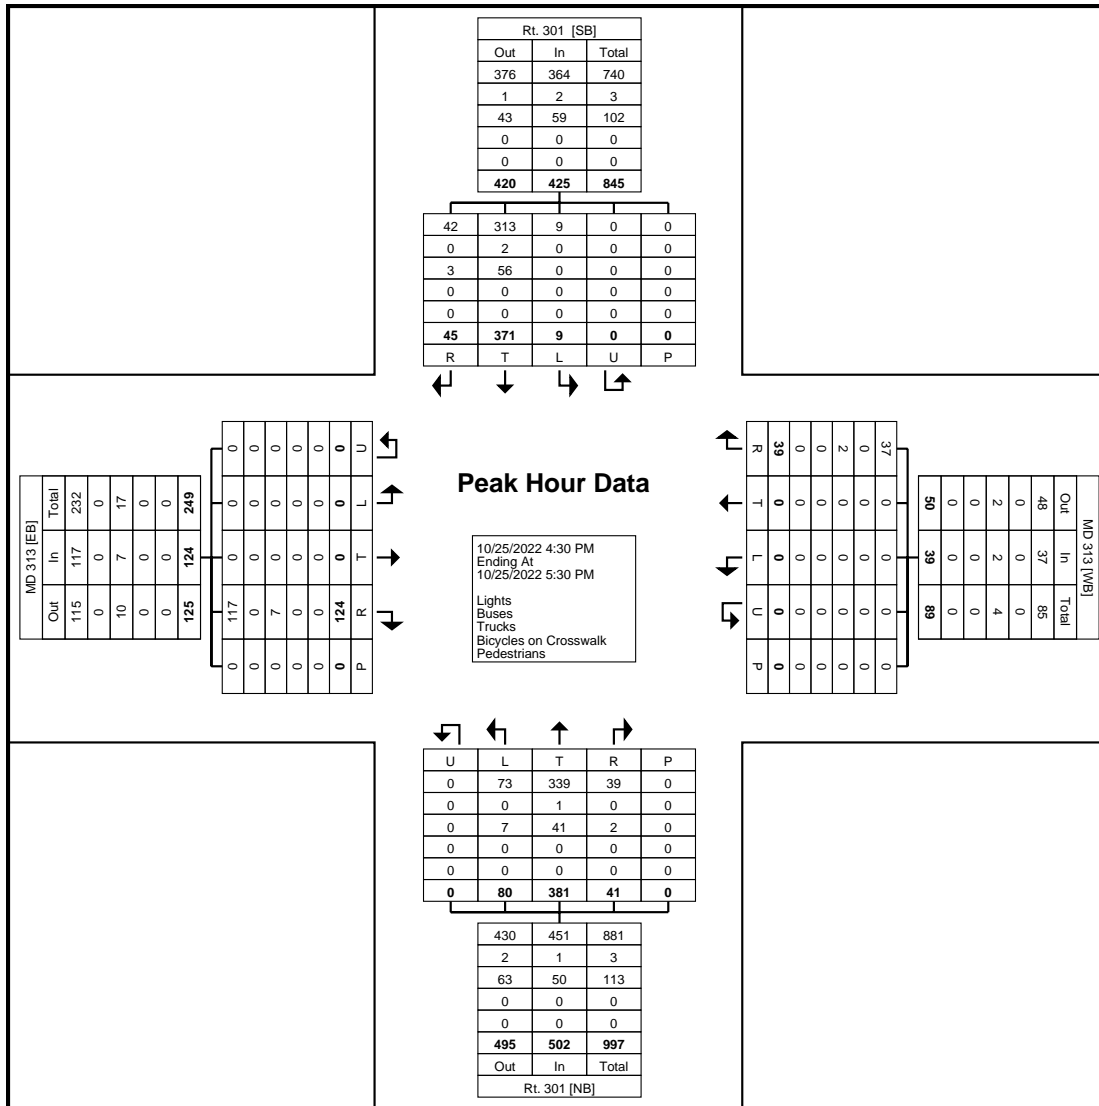 Rt. 301 [SB]
Out In Total
376 364 740
1 2 3
43 59 102
0 0 0
0 0 0
420 425 845
42 313 9 0 0
0 2 0 0 0
3 56 0 0 0
0 0 0 0 0
0 0 0 0 0
45 371 9 0 0
R T L U P
MD 313 [EB]
Total 232 0 17 0 0 249
In 117 0 7 0 0 124
Out 115 0 10 0 0 125
0 0 0 0 0 0 U
0 0 0 0 0 0 L
0 0 0 0 0 0 T
117 0 7 0 0 124 R
0 0 0 0 0 0 P
Peak Hour Data
10/25/2022 4:30 PM
Ending At
10/25/2022 5:30 PM
Lights
Buses
Trucks
Bicycles on Crosswalk
Pedestrians
R 39 0 0 2 0 37
T 0 0 0 0 0 0
L 0 0 0 0 0 0
U 0 0 0 0 0 0
P 0 0 0 0 0 0
MD 313 [WB]
Out In Total
48 37 85
0 0 0
2 2 4
0 0 0
0 0 0
50 39 89
U L T R P
0 73 339 39 0
0 0 1 0 0
0 7 41 2 0
0 0 0 0 0
0 0 0 0 0
0 80 381 41 0
430 451 881
2 1 3
63 50 113
0 0 0
0 0 0
495 502 997
Out In Total
Rt. 301 [NB]